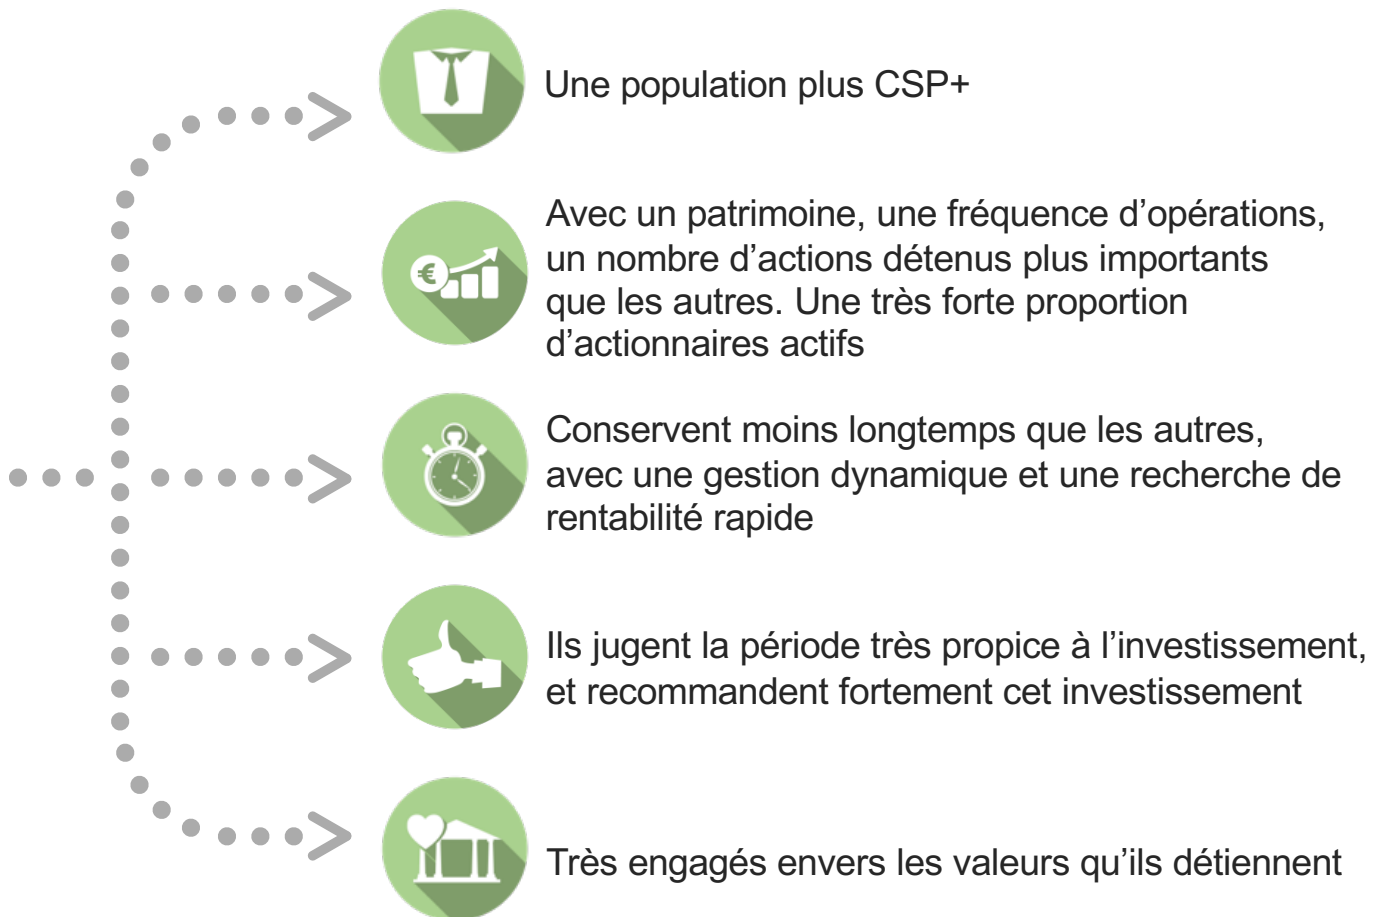 Une population plus CSP+
Avec un patrimoine, une fréquence d’opérations,
un nombre d’actions détenus plus importants
que les autres. Une très forte proportion
d’actionnaires actifs
€
Conservent moins longtemps que les autres,
avec une gestion dynamique et une recherche de
rentabilité rapide
Ils jugent la période très propice à l’investissement,
et recommandent fortement cet investissement
Très engagés envers les valeurs qu’ils détiennent